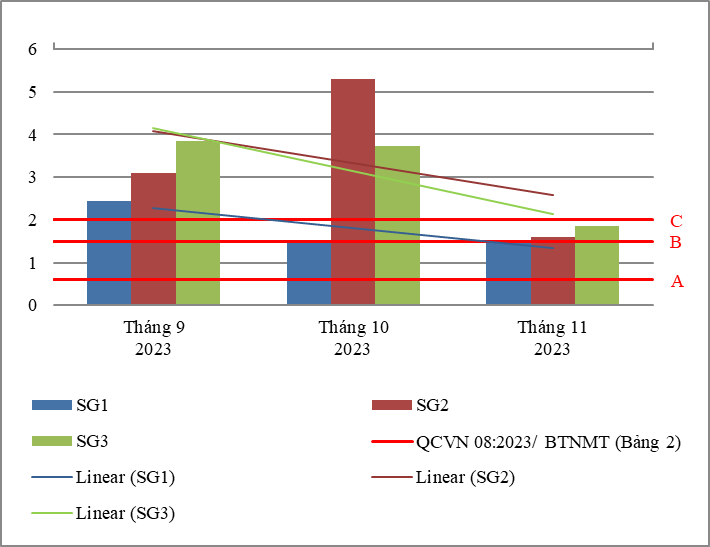 6
5
4
3
2
1
0
C
B
A
Tháng 9
2023
Tháng 10
2023
Tháng 11
2023
SG1
SG2
SG3
QCVN 08:2023/ BTNMT (Bảng 2)
Linear (SG1)
Linear (SG2)
Linear (SG3)